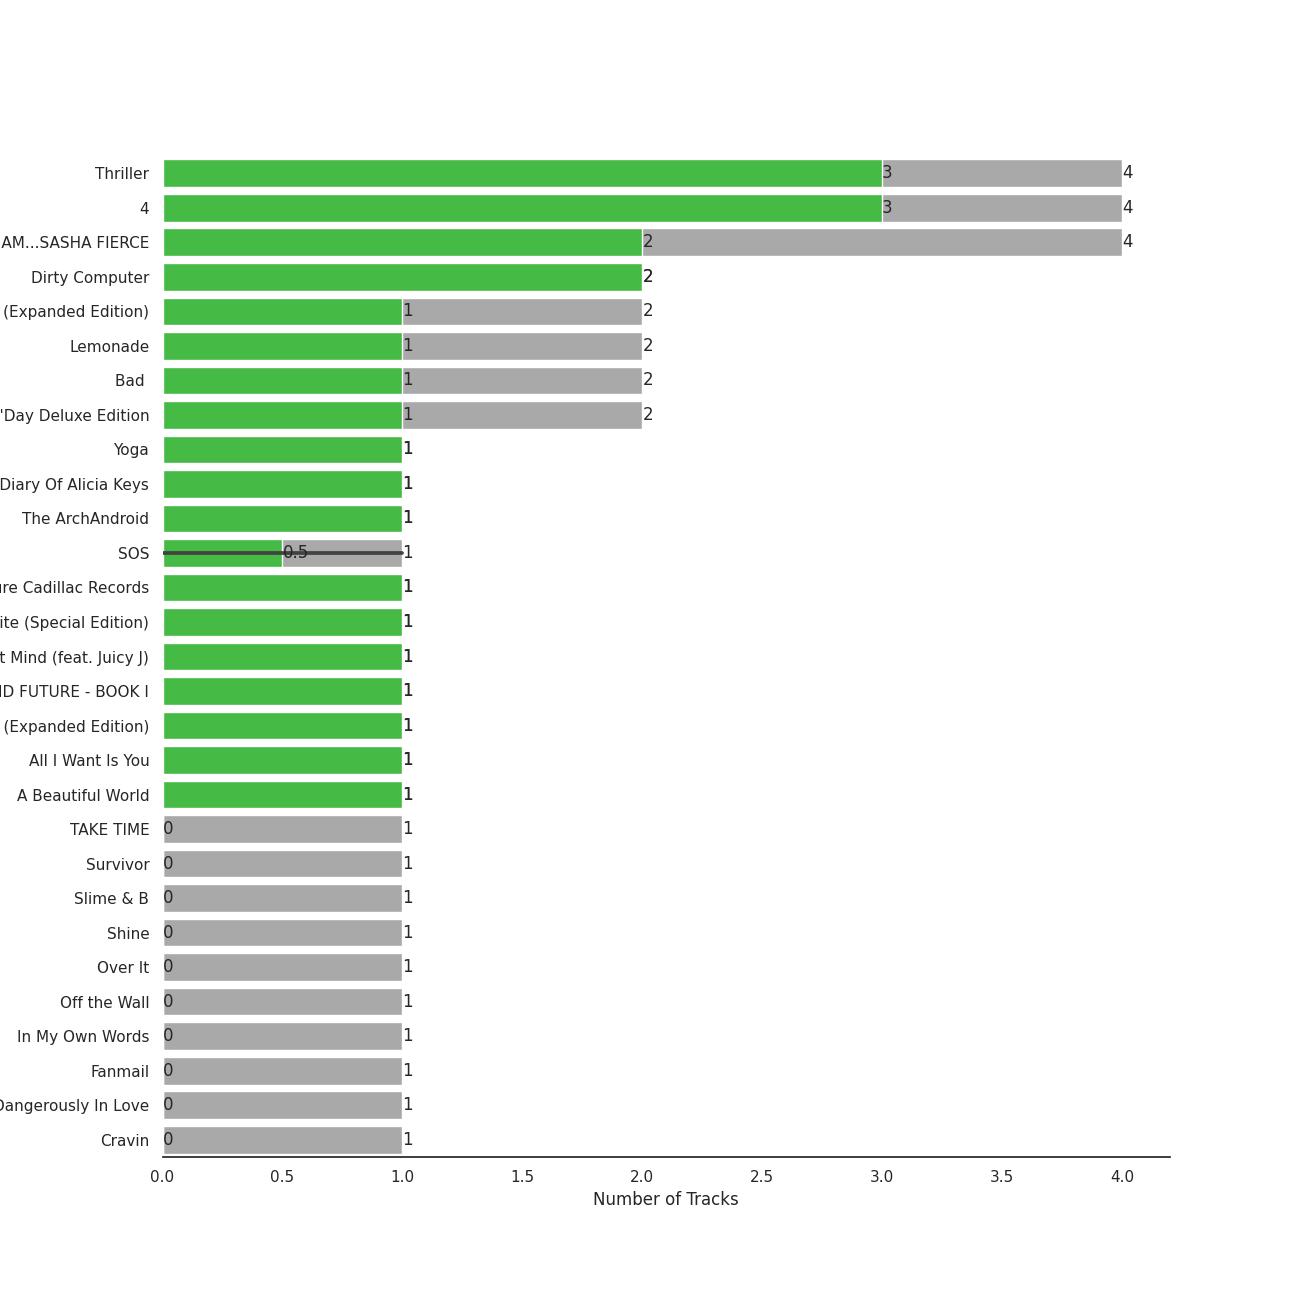 Thriller 3 4
4 3 4
AM...SASHA FIERCE 2 4
Dirty Computer 2
(Expanded Edition) 1 2
Lemonade 1 2
Bad 1 2
'Day Deluxe Edition 1 2
Yoga 1
Diary Of Alicia Keys 1
The ArchAndroid 1
SOS 0.5 1
re Cadillac Records 1
ite (Special Edition) 1
t Mind (feat. Juicy J) 1
ND FUTURE - BOOK I 1
(Expanded Edition) 1
All I Want Is You 1
A Beautiful World 1
TAKE TIME 0 1
Survivor 0 1
Slime & B 0 1
Shine 0 1
Over It 0 1
Off the Wall 0 1
In My Own Words 0 1
Fanmail 0 1
Dangerously In Love 0 1
Cravin 0 1
0.0 0.5 1.0 1.5 2.0 2.5 3.0 3.5 4.0
Number of Tracks